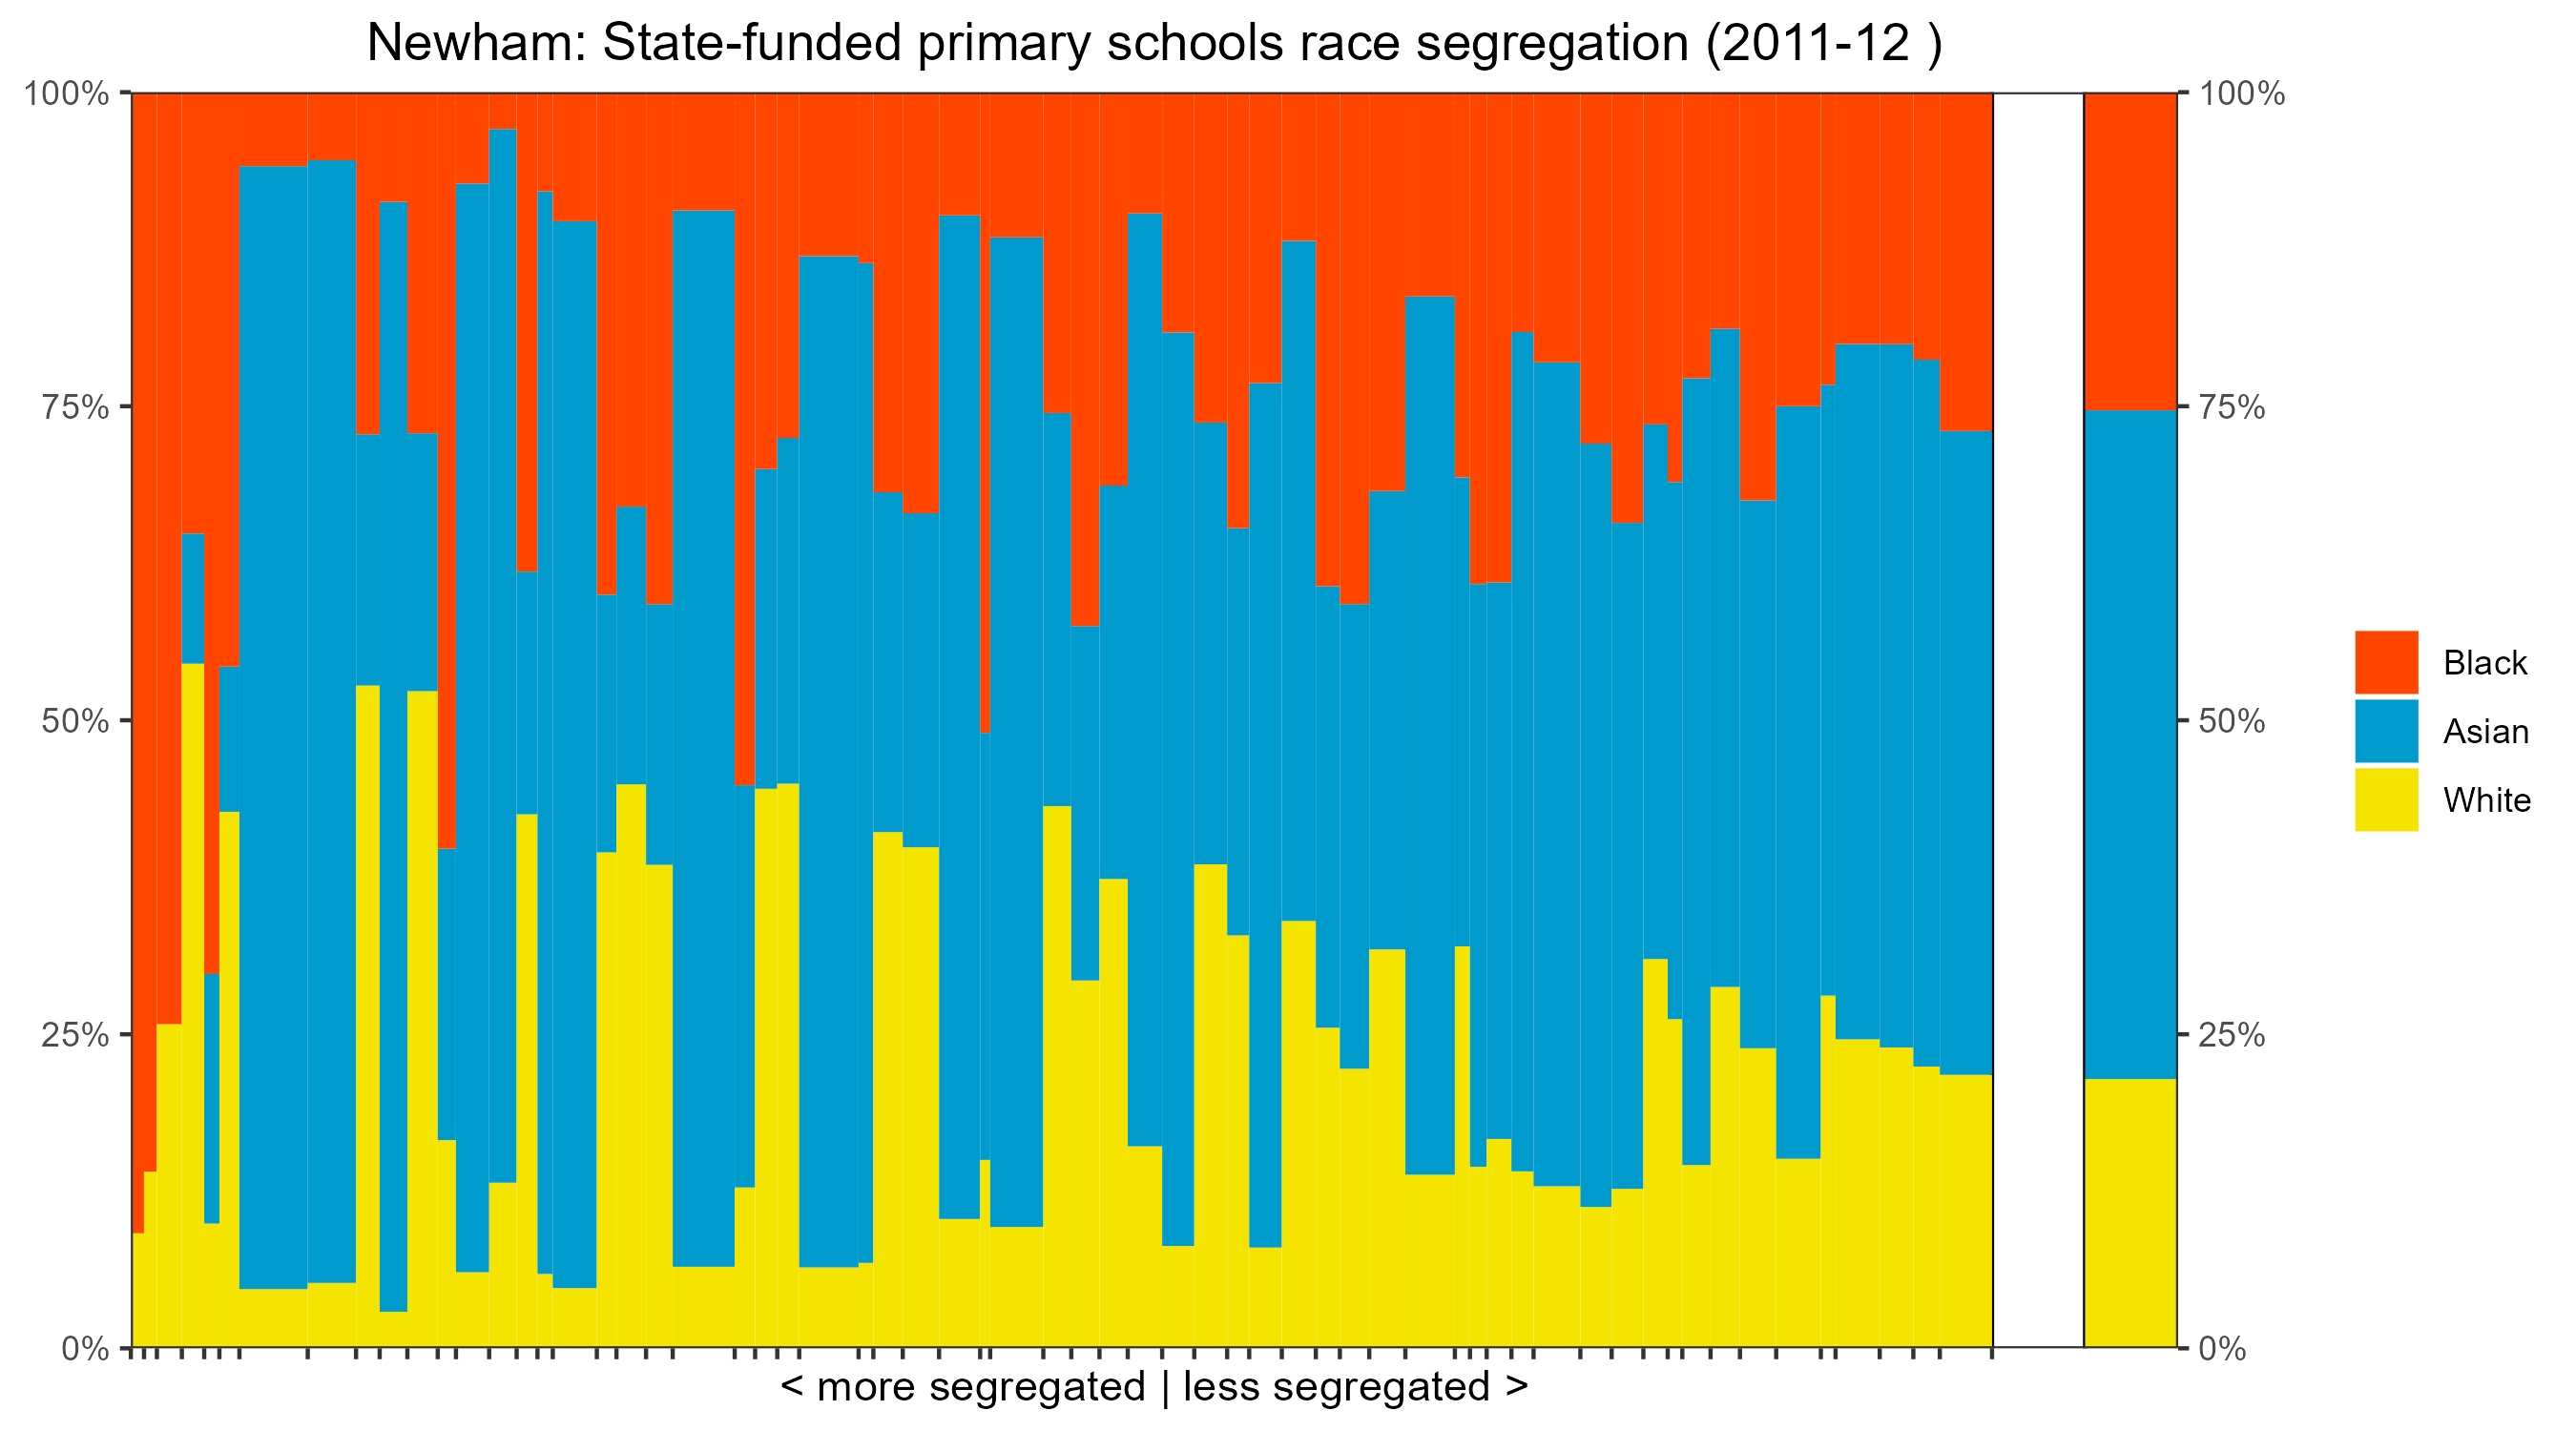 Newham: State-funded primary schools race segregation (2011-12 )
100%
75%
50%
25%
0%
100%
75%
50%
25%
0%
Black
Asian
White
< more segregated | less segregated >